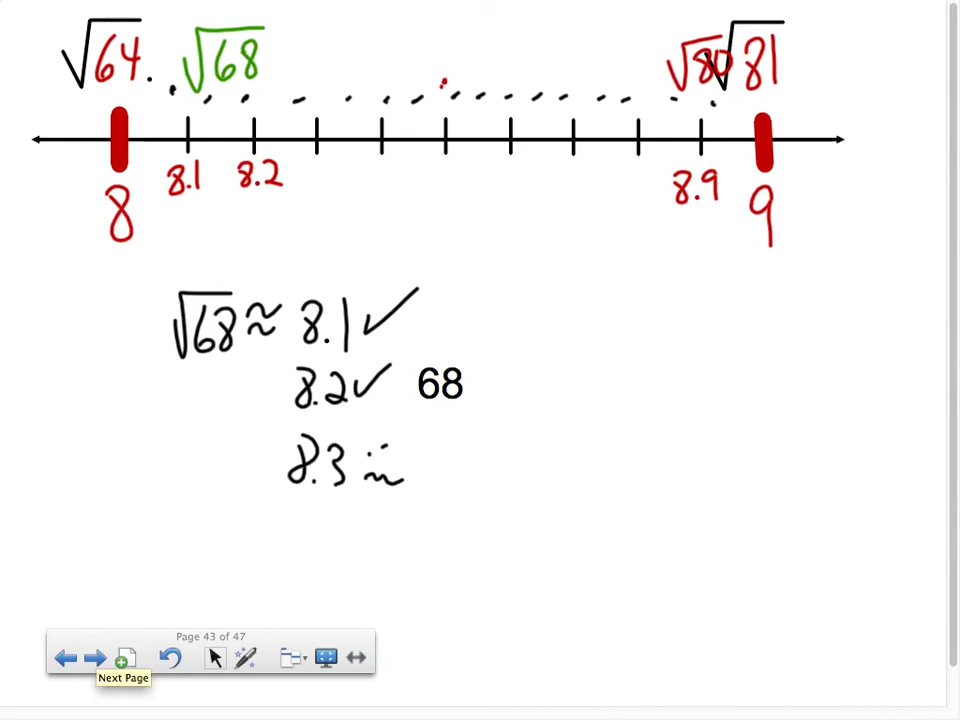 √64 √68 √80 √81
8.1 8.2 8.9
8 9
√68 ≈ 8.1 ✓
8.2 ✓ 68
8.3
Page 43 of 47
Next Page